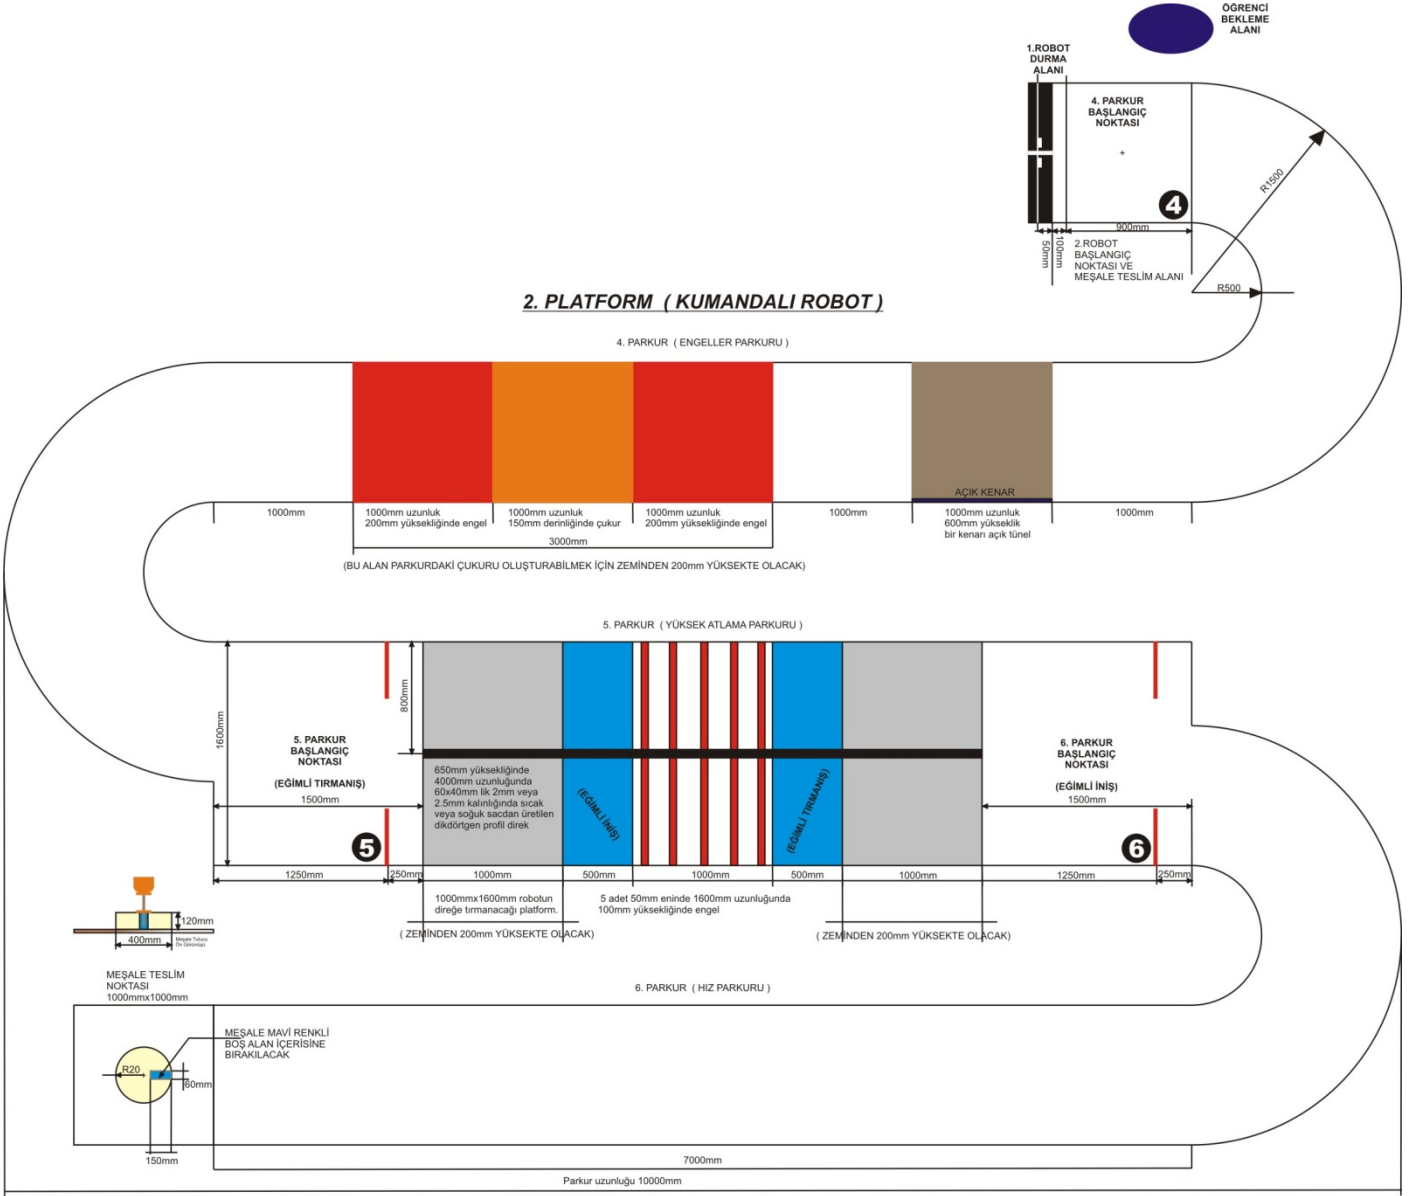 ÖĞRENCİ
BEKLEME
ALANI
1.ROBOT
DURMA
ALANI
4. PARKUR
BAŞLANGIÇ
NOKTASI
4
R1500
900mm
50mm
100mm
2.ROBOT
BAŞLANGIÇ
NOKTASI VE
MEŞALE TESLİM ALANI
R500
2. PLATFORM ( KUMANDALI ROBOT )
4. PARKUR ( ENGELLER PARKURU )
AÇIK KENAR
1000mm
1000mm uzunluk
200mm yüksekliğinde engel
1000mm uzunluk
150mm derinliğinde çukur
1000mm uzunluk
200mm yüksekliğinde engel
1000mm
1000mm uzunluk
600mm yükseklik
bir kenarı açık tünel
1000mm
3000mm
(BU ALAN PARKURDAKİ ÇUKURU OLUŞTURABİLMEK İÇİN ZEMİNDEN 200mm YÜKSEKTE OLACAK)
5. PARKUR ( YÜKSEK ATLAMA PARKURU )
1600mm
800mm
5. PARKUR
BAŞLANGIÇ
NOKTASI
(EĞİMLİ TIRMANIŞ)
1500mm
5
650mm yüksekliğinde
4000mm uzunluğunda
60x40mm lik 2mm veya
2.5mm kalınlığında sıcak
veya soğuk sacdan üretilen
dikdörtgen profil direk
(EĞİMLİ İNİŞ)
(EĞİMLİ TIRMANIŞ)
6. PARKUR
BAŞLANGIÇ
NOKTASI
(EĞİMLİ İNİŞ)
1500mm
6
1250mm
250mm
1000mm
500mm
1000mm
500mm
1000mm
1250mm
250mm
1000mmx1600mm robotun
direğe tırmanacağı platform.
5 adet 50mm eninde 1600mm uzunluğunda
100mm yüksekliğinde engel
( ZEMİNDEN 200mm YÜKSEKTE OLACAK)
( ZEMİNDEN 200mm YÜKSEKTE OLACAK)
120mm
400mm
Meşale Tutucu
Ön Görünüşü
MEŞALE TESLİM
NOKTASI
1000mmx1000mm
6. PARKUR ( HIZ PARKURU )
MEŞALE MAVİ RENKLİ
BOŞ ALAN İÇERİSİNE
BIRAKILACAK
R20
60mm
150mm
7000mm
Parkur uzunluğu 10000mm